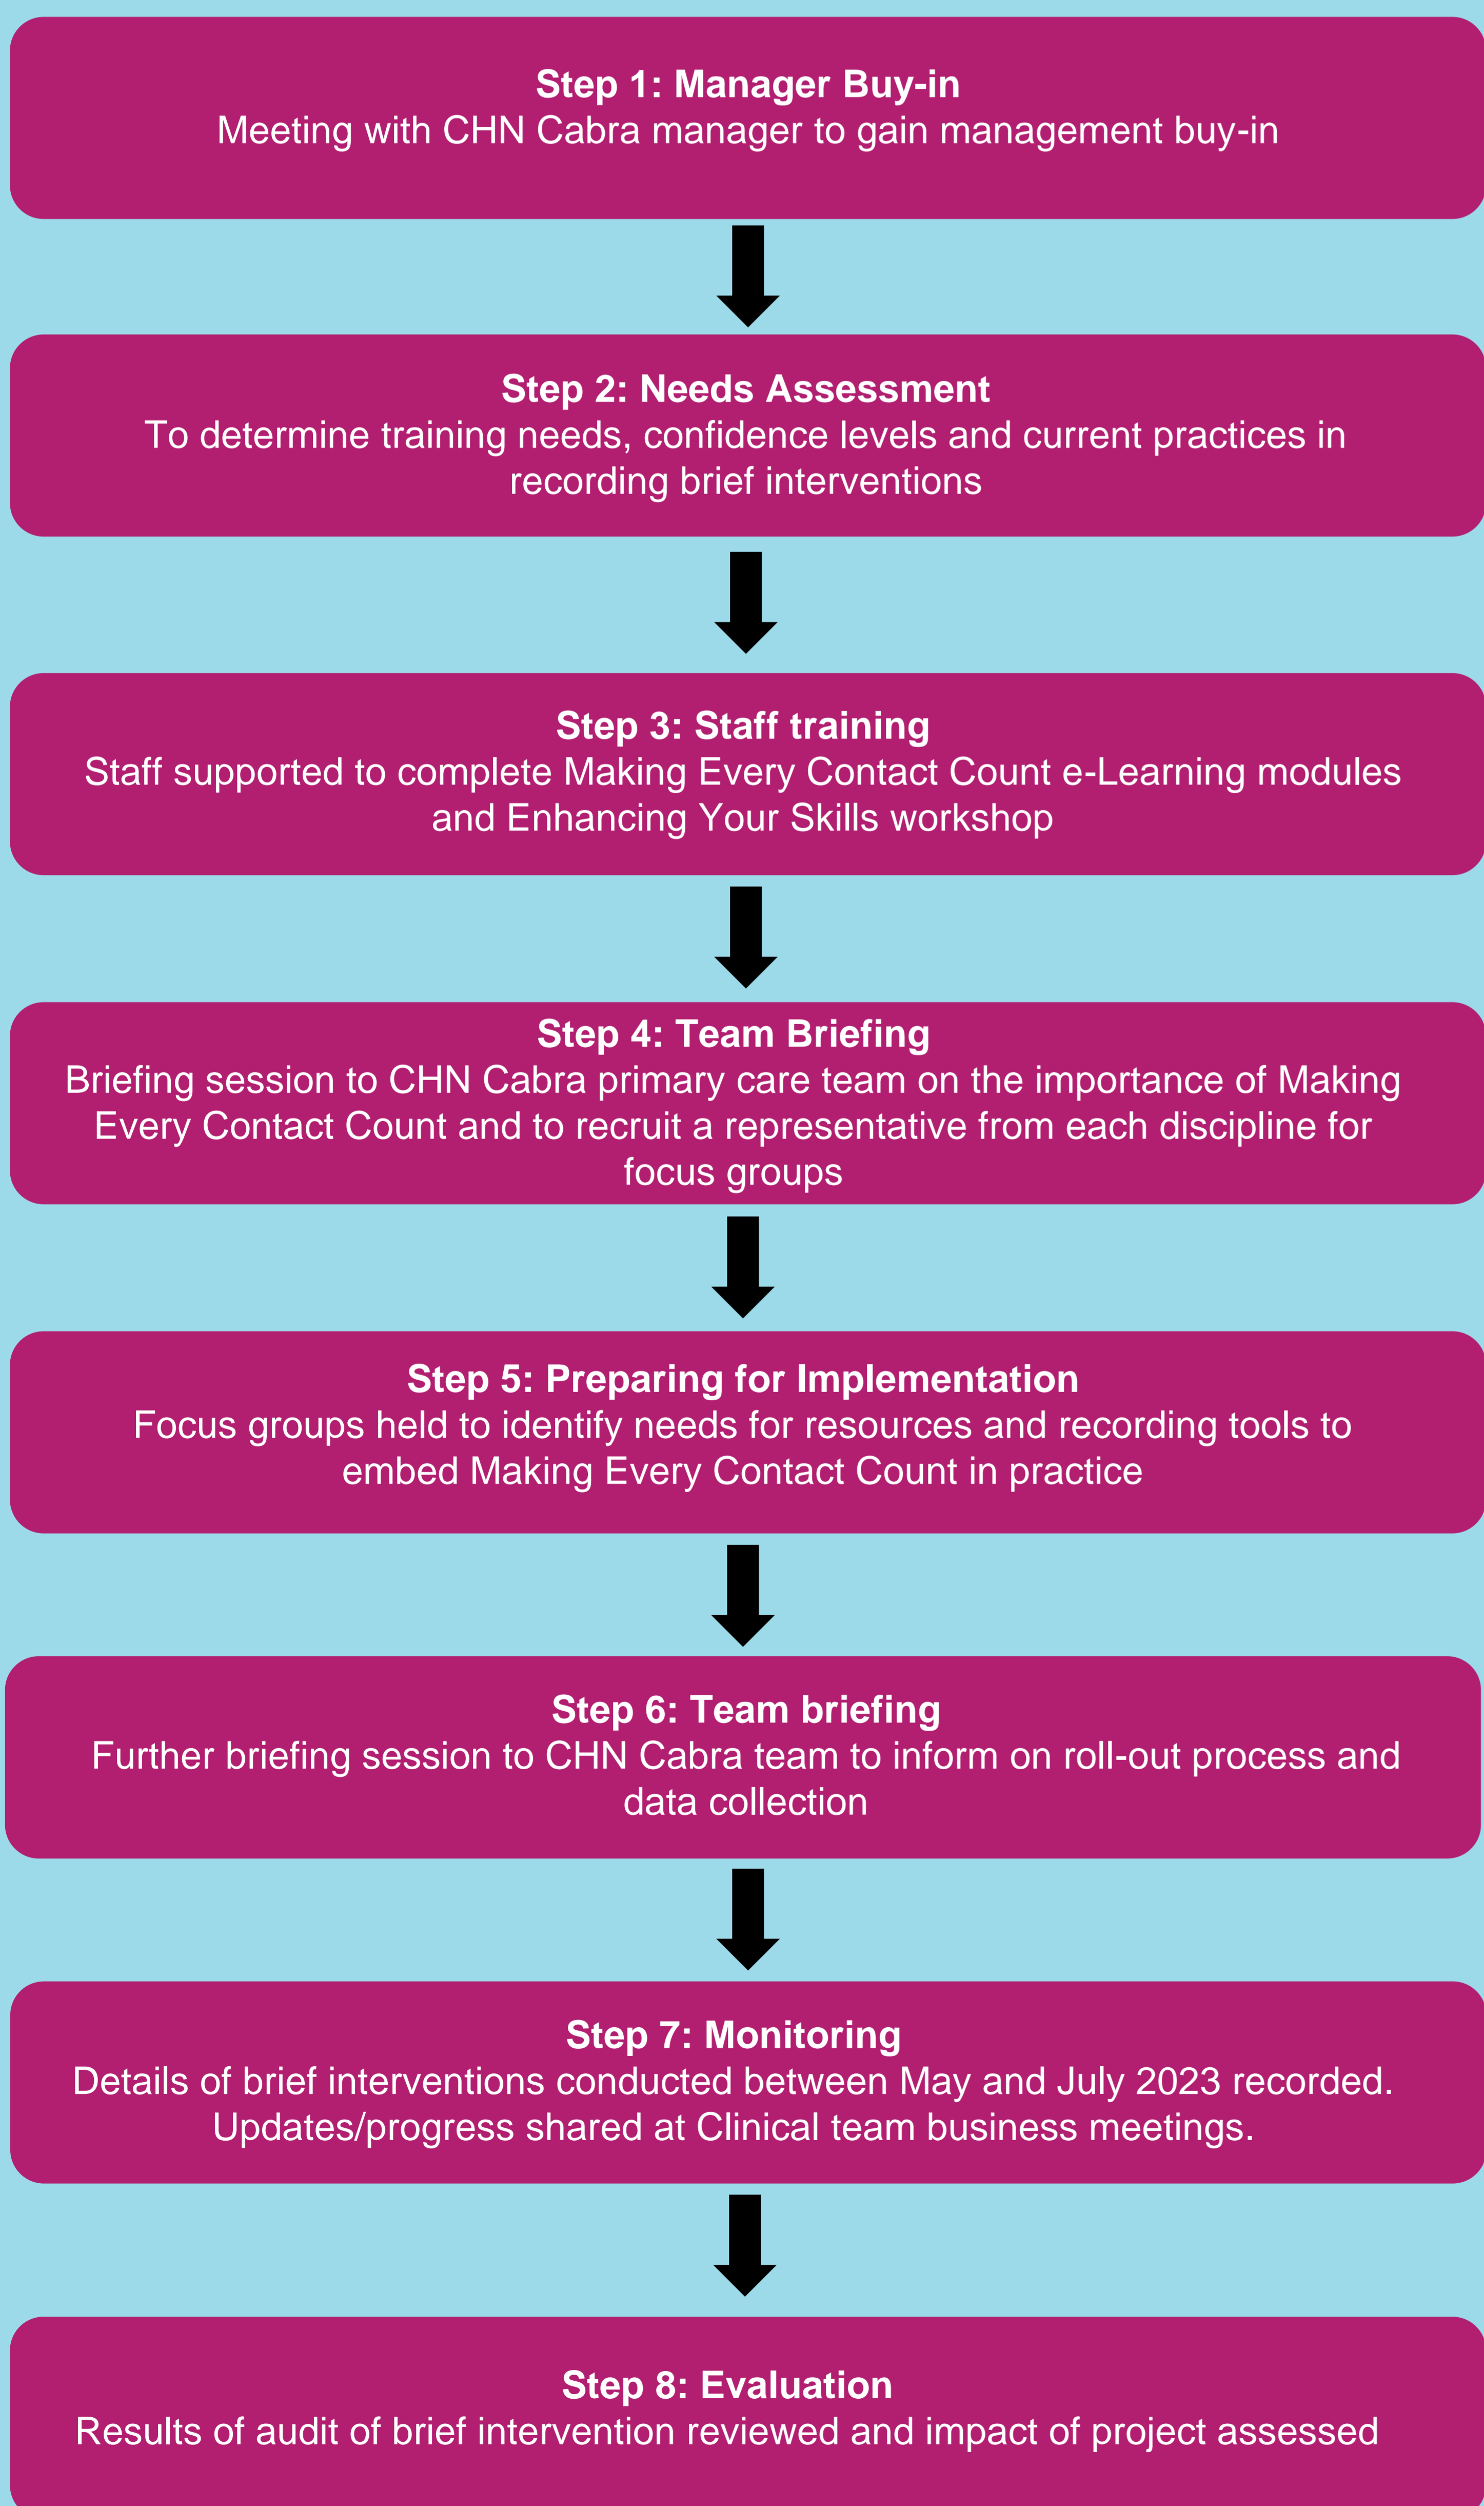 Step 1: Manager Buy-in
Meeting with CHN Cabra manager to gain management buy-in
Step 2: Needs Assessment
To determine training needs, confidence levels and current practices in
recording brief interventions
Step 3: Staff training
Staff supported to complete Making Every Contact Count e-Learning modules
and Enhancing Your Skills workshop
Step 4: Team Briefing
Briefing session to CHN Cabra primary care team on the importance of Making
Every Contact Count and to recruit a representative from each discipline for
focus groups
Step 5: Preparing for Implementation
Focus groups held to identify needs for resources and recording tools to
embed Making Every Contact Count in practice
Step 6: Team briefing
Further briefing session to CHN Cabra team to inform on roll-out process and
data collection
Step 7: Monitoring
Details of brief interventions conducted between May and July 2023 recorded.
Updates/progress shared at Clinical team business meetings.
Step 8: Evaluation
Results of audit of brief intervention reviewed and impact of project assessed